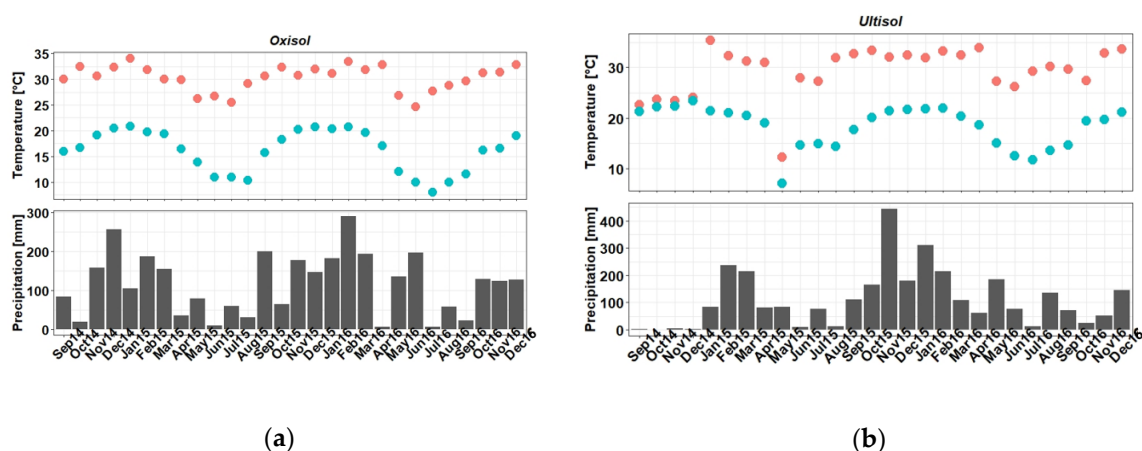 Oxisol
Temperature [°C]
35
30
25
20
15
10
Precipitation [mm]
300
200
100
0
Sep14 Oct14 Nov14 Dec14 Jan15 Feb15 Mar15 Apr15 May15 Jun15 Jul15 Aug15 Sep15 Oct15 Nov15 Dec15 Jan16 Feb16 Mar16 Apr16 May16 Jun16 Jul16 Aug16 Sep16 Oct16 Nov16 Dec16
(a)
Ultisol
Temperature [°C]
30
20
10
Precipitation [mm]
400
300
200
100
0
Sep14 Oct14 Nov14 Dec14 Jan15 Feb15 Mar15 Apr15 May15 Jun15 Jul15 Aug15 Sep15 Oct15 Nov15 Dec15 Jan16 Feb16 Mar16 Apr16 May16 Jun16 Jul16 Aug16 Sep16 Oct16 Nov16 Dec16
(b)